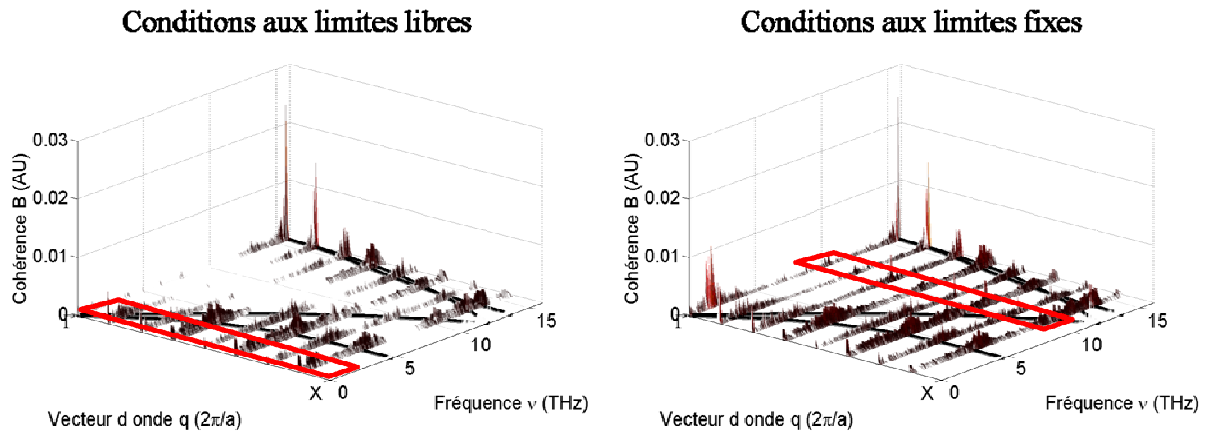 Conditions aux limites libres
Conditions aux limites fixes
Cohérence B (AU)
0.03
0.02
0.01
0
1
X
0
5
10
15
Vecteur d onde q (2π/a)
Fréquence ν (THz)
Cohérence B (AU)
0.03
0.02
0.01
0
1
X
0
5
10
15
Vecteur d onde q (2π/a)
Fréquence ν (THz)